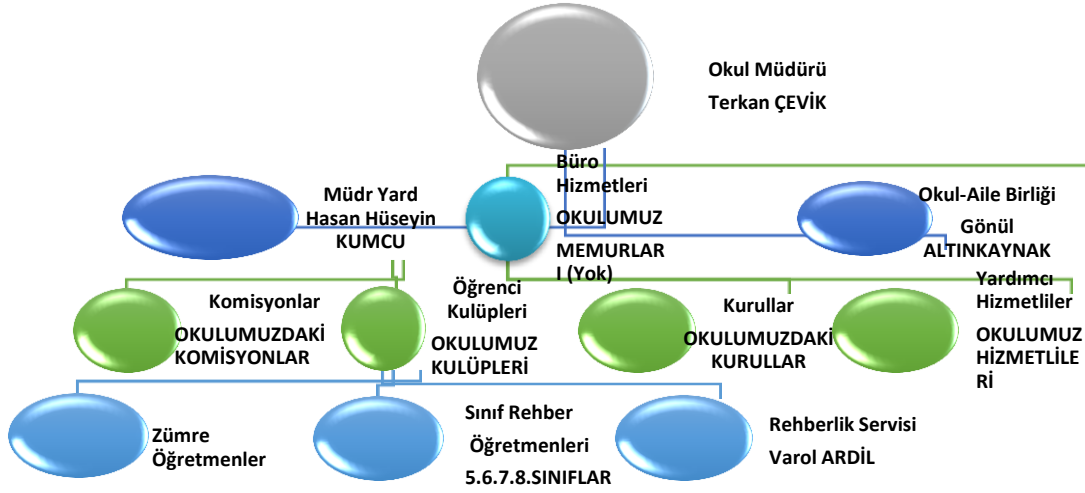 Okul Müdürü
Terkan ÇEVİK
Büro
Hizmetleri
OKULUMUZ
MEMURLAR
I (Yok)
Müdr Yard
Hasan Hüseyin
KUMCU
Okul-Aile Birliği
Gönül
ALTINKAYNAK
Komisyonlar
OKULUMUZDAKİ
KOMİSYONLAR
Öğrenci
Kulüpleri
OKULUMUZ
KULÜPLERİ
Kurullar
OKULUMUZDAKİ
KURULLAR
Yardımcı
Hizmetliler
OKULUMUZ
HİZMETLİLE
Rİ
Zümre
Öğretmenler
Sınıf Rehber
Öğretmenleri
5.6.7.8.SINIFLAR
Rehberlik Servisi
Varol ARDİL